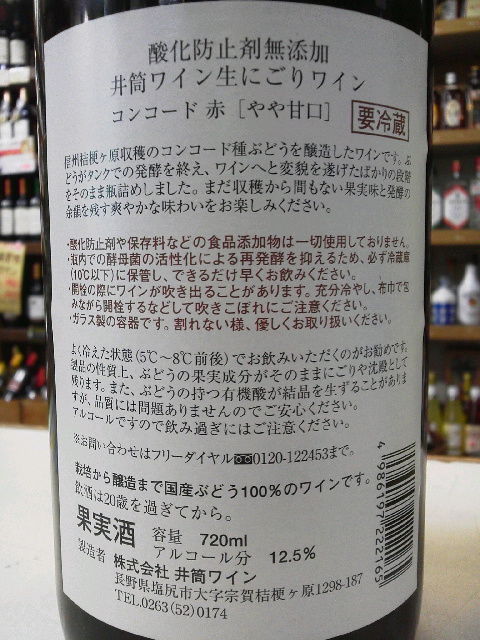 酸化防止剤無添加
井筒ワイン生にごりワイン
コンコード 赤 ［やや甘口］ 要冷蔵
信州桔梗ヶ原収穫のコンコード種ぶどうを醸造したワインです。ぶ
どうがタンクでの発酵を終え、ワインへと変貌を遂げたばかりの段階
をそのまま瓶詰めしました。まだ収穫から間もない果実味と発酵の
余韻を残す爽やかな味わいをお楽しみください。
・酸化防止剤や保存料などの食品添加物は一切使用しておりません。
・瓶内での酵母菌の活性化による再発酵を抑えるため、必ず冷蔵庫
(10℃以下)に保管し、できるだけ早くお飲みください。
・開栓の際にワインが吹き出ることがあります。充分冷やし、布巾で包
みながら開栓するなどして吹きこぼれにご注意ください。
・ガラス製の容器です。割れない様、優しくお取り扱いください。
よく冷えた状態(5℃〜8℃前後)でお飲みいただくのがお勧めです。
製品の性質上、ぶどうの果実成分がそのままにごりや沈殿として
残ります。また、ぶどうの持つ有機酸が結晶を生ずることがありま
すが、品質には問題ありませんのでご安心ください。
アルコールですので飲み過ぎにはご注意ください。
※お問い合わせはフリーダイヤル0120-122453まで。
栽培から醸造まで国産ぶどう100%のワインです。
飲酒は20歳を過ぎてから。
果実酒 容量 720ml
アルコール分 12.5%
製造者 株式会社 井筒ワイン
長野県塩尻市大字宗賀桔梗ヶ原1298-187
TEL.0263(52)0174
4 986197 222165